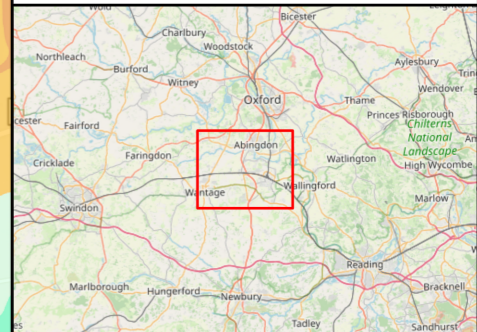 Bicester
Charlbury
Woodstock
Northleach
Aylesbury
Burford
Witney
Wendover
Oxford
Thame
Princes Risborough
cester
Fairford
Chilterns
National
Landscape
Abingdon
Faringdon
Watlington
Cricklade
High Wycombe
Wallingford
Wantage
Marlow
Swindon
Reading
Marlborough
Hungerford
Bracknell
Newbury
Tadley
Sandhurst